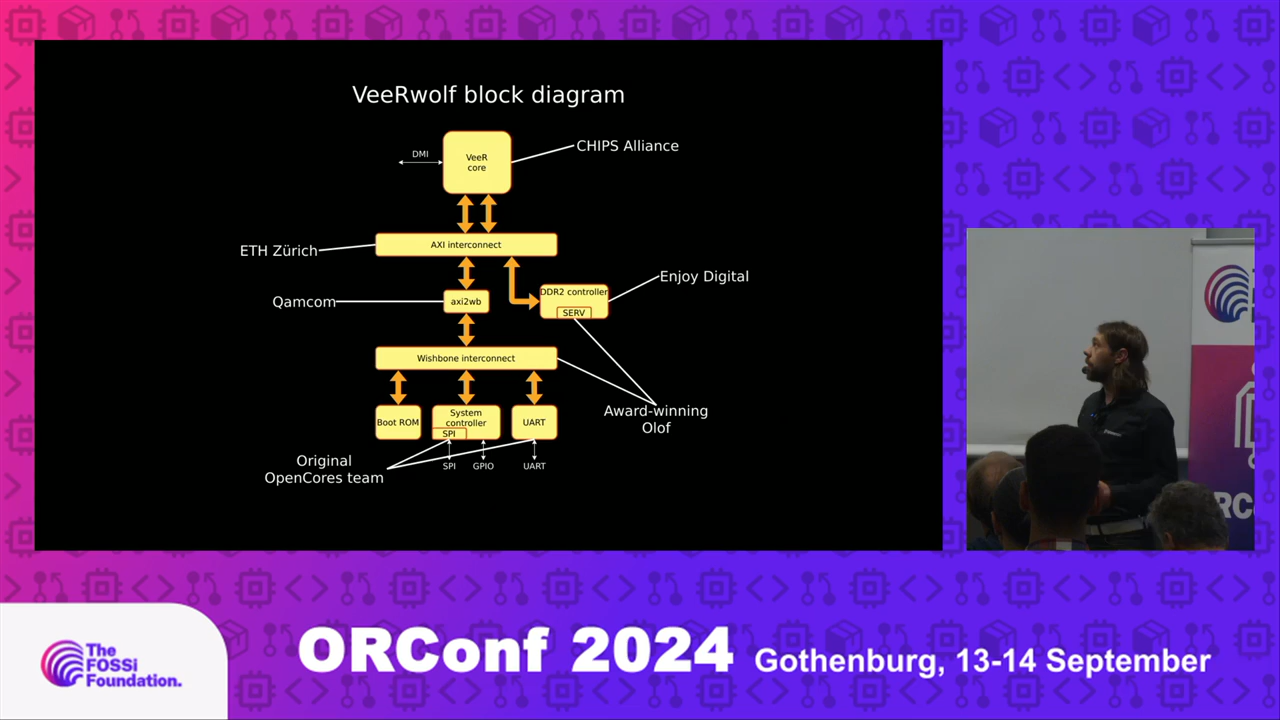 VeeRwolf block diagram
DMI
VeeR
core
CHIPS Alliance
ETH Zürich
AXI interconnect
Qamcom
axi2wb
DDR2 controller
SERV
Enjoy Digital
Wishbone interconnect
Boot ROM
System
controller
SPI
UART
Award-winning
Olof
Original
OpenCores team
SPI
GPIO
UART
The
FOSSi
Foundation.
ORConf 2024
Gothenburg, 13-14 September